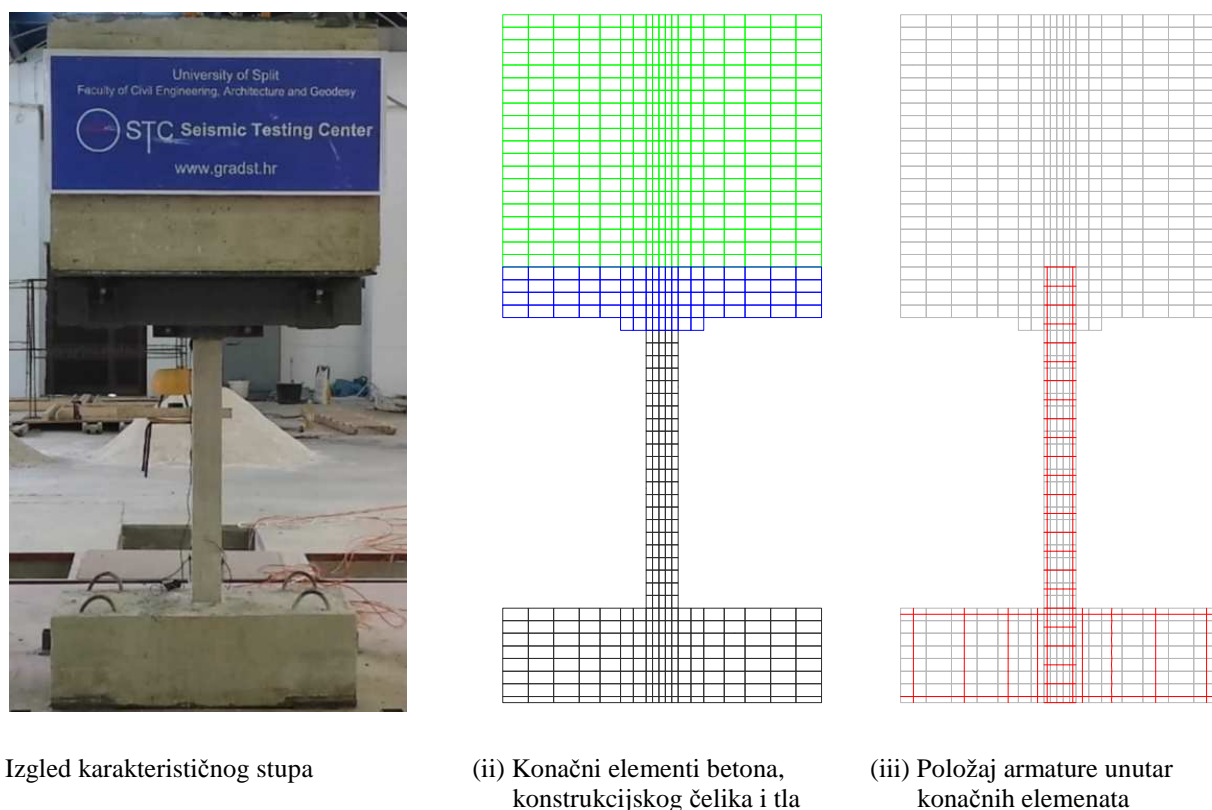 University of Split
Faculty of Civil Engineering, Architecture and Geodesy
STC Seismic Testing Center
www.gradst.hr
Izgled karakterističnog stupa
(ii) Konačni elementi betona,
konstrukcijskog čelika i tla
(iii) Položaj armature unutar
konačnih elemenata